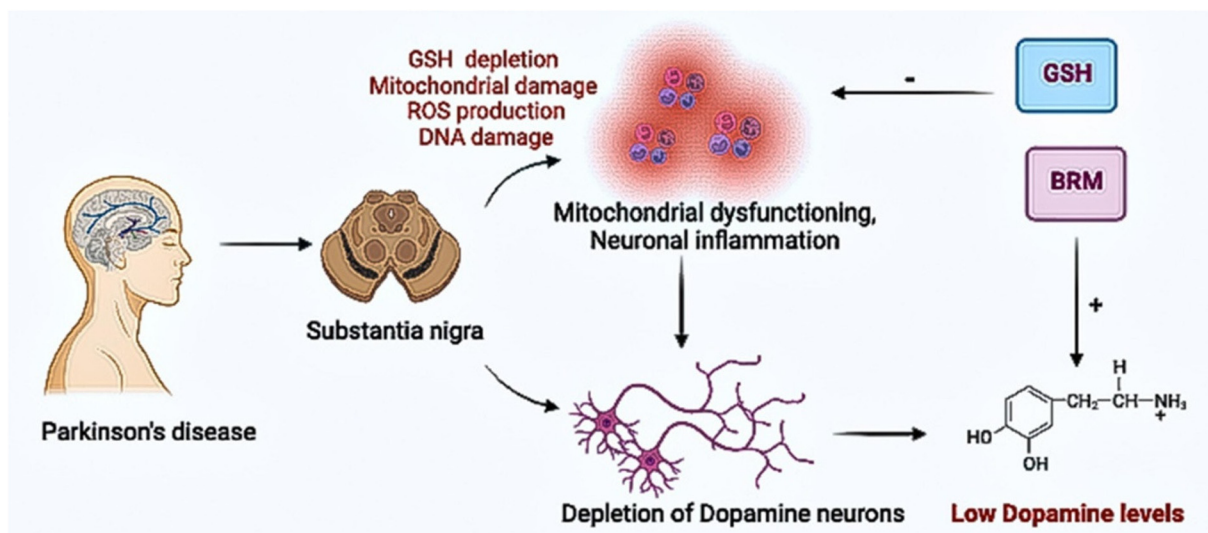 GSH depletion
Mitochondrial damage
ROS production
DNA damage
-
GSH
BRM
Mitochondrial dysfunctioning,
Neuronal inflammation
+
Substantia nigra
Parkinson's disease
H
CH₂-CH-NH₃
+
HO
OH
Depletion of Dopamine neurons
Low Dopamine levels